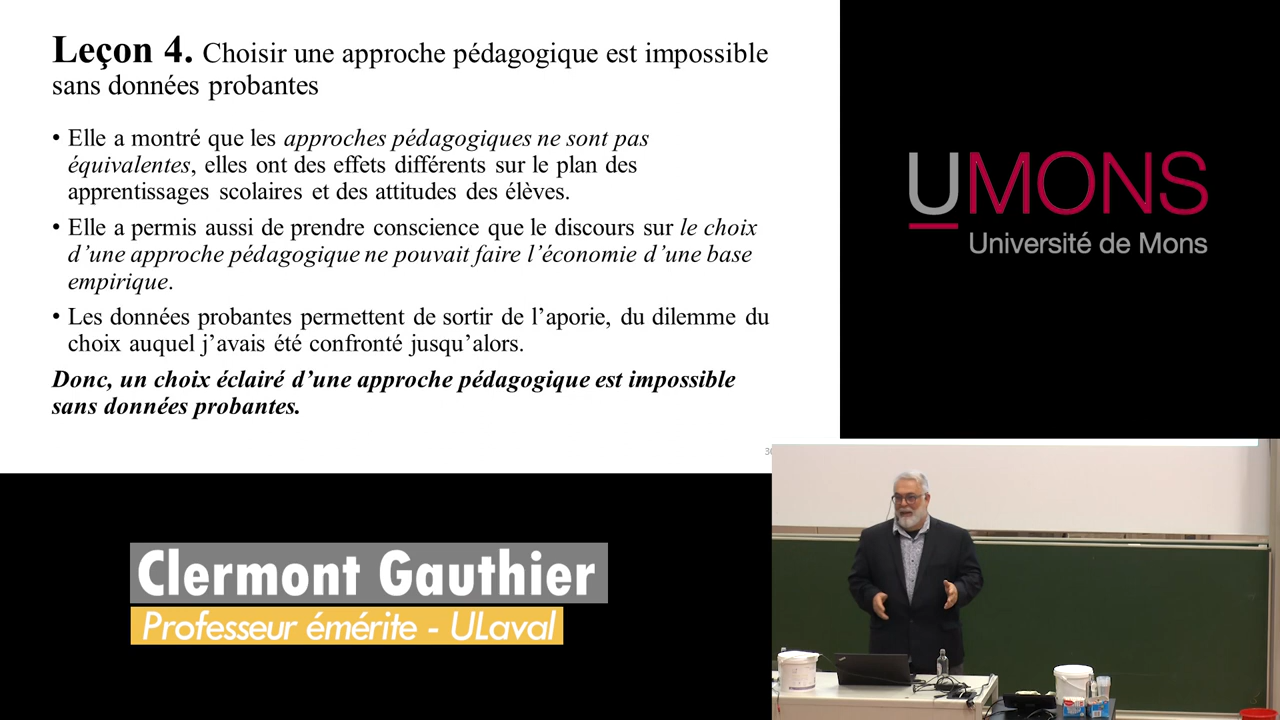 Leçon 4. Choisir une approche pédagogique est impossible
sans données probantes
• Elle a montré que les approches pédagogiques ne sont pas
équivalentes, elles ont des effets différents sur le plan des
apprentissages scolaires et des attitudes des élèves.
• Elle a permis aussi de prendre conscience que le discours sur le choix
d’une approche pédagogique ne pouvait faire l’économie d’une base
empirique.
• Les données probantes permettent de sortir de l’aporie, du dilemme du
choix auquel j’avais été confronté jusqu’alors.
Donc, un choix éclairé d’une approche pédagogique est impossible
sans données probantes.
UMONS
Université de Mons
Clermont Gauthier
Professeur émérite - ULaval